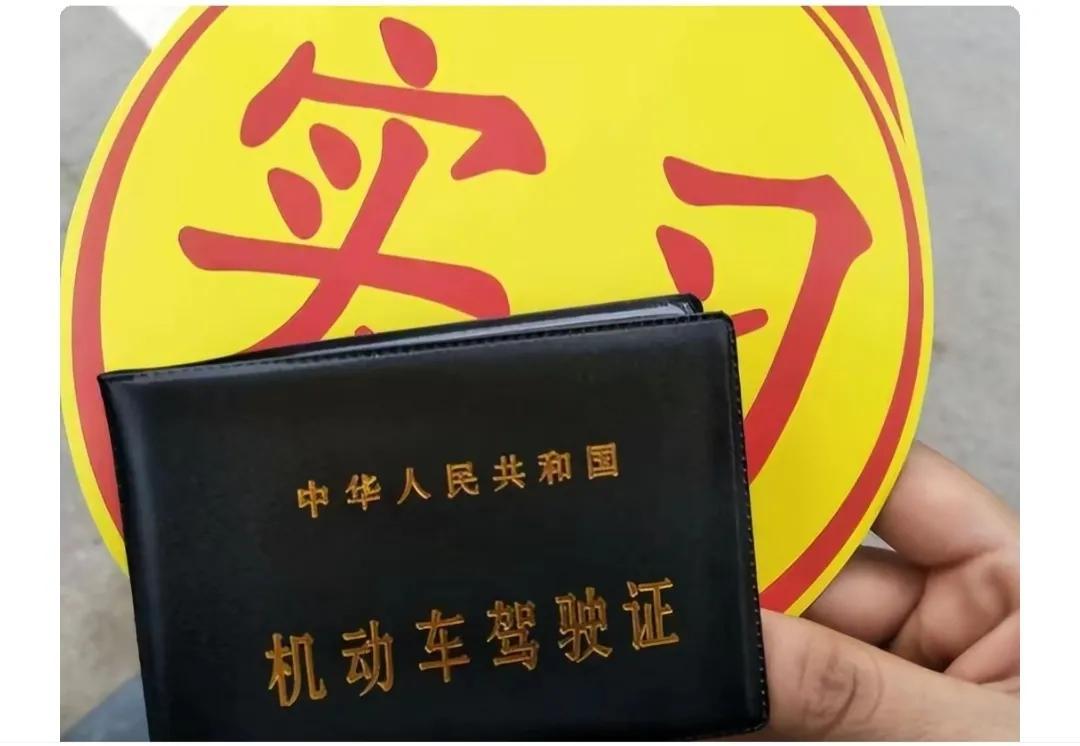 实习
中华人民共和国
机动车驾驶证